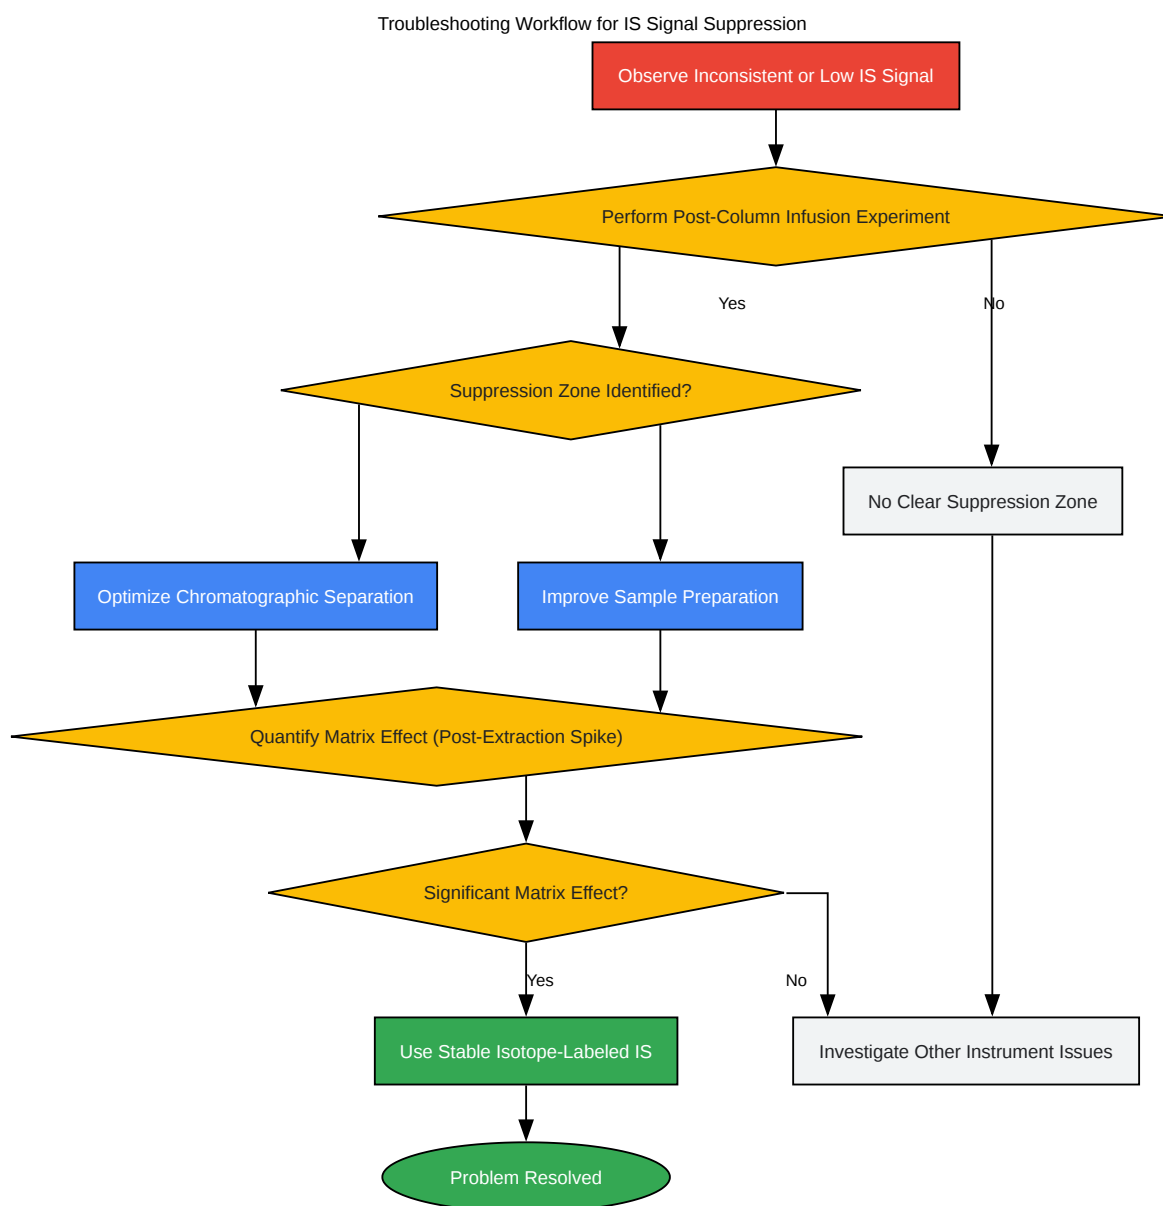 Troubleshooting Workflow for IS Signal Suppression
Observe Inconsistent or Low IS Signal
Perform Post-Column Infusion Experiment
Yes
No
Suppression Zone Identified?
No Clear Suppression Zone
Optimize Chromatographic Separation
Improve Sample Preparation
Quantify Matrix Effect (Post-Extraction Spike)
Significant Matrix Effect?
Yes
No
Use Stable Isotope-Labeled IS
Investigate Other Instrument Issues
Problem Resolved